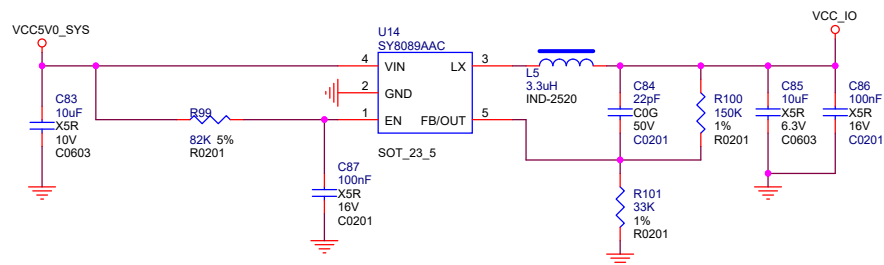 VCC5V0_SYS
VCC_IO
U14
SY8089AAC
4
VIN
LX
3
2
GND
1
EN
FB/OUT
5
SOT_23_5
L5
3.3uH
IND-2520
C83
10uF
X5R
10V
C0603
R99
82K 5%
R0201
C87
100nF
X5R
16V
C0201
C84
22pF
C0G
50V
C0201
R100
150K
1%
R0201
C85
10uF
X5R
6.3V
C0603
C86
100nF
X5R
16V
C0201
R101
33K
1%
R0201